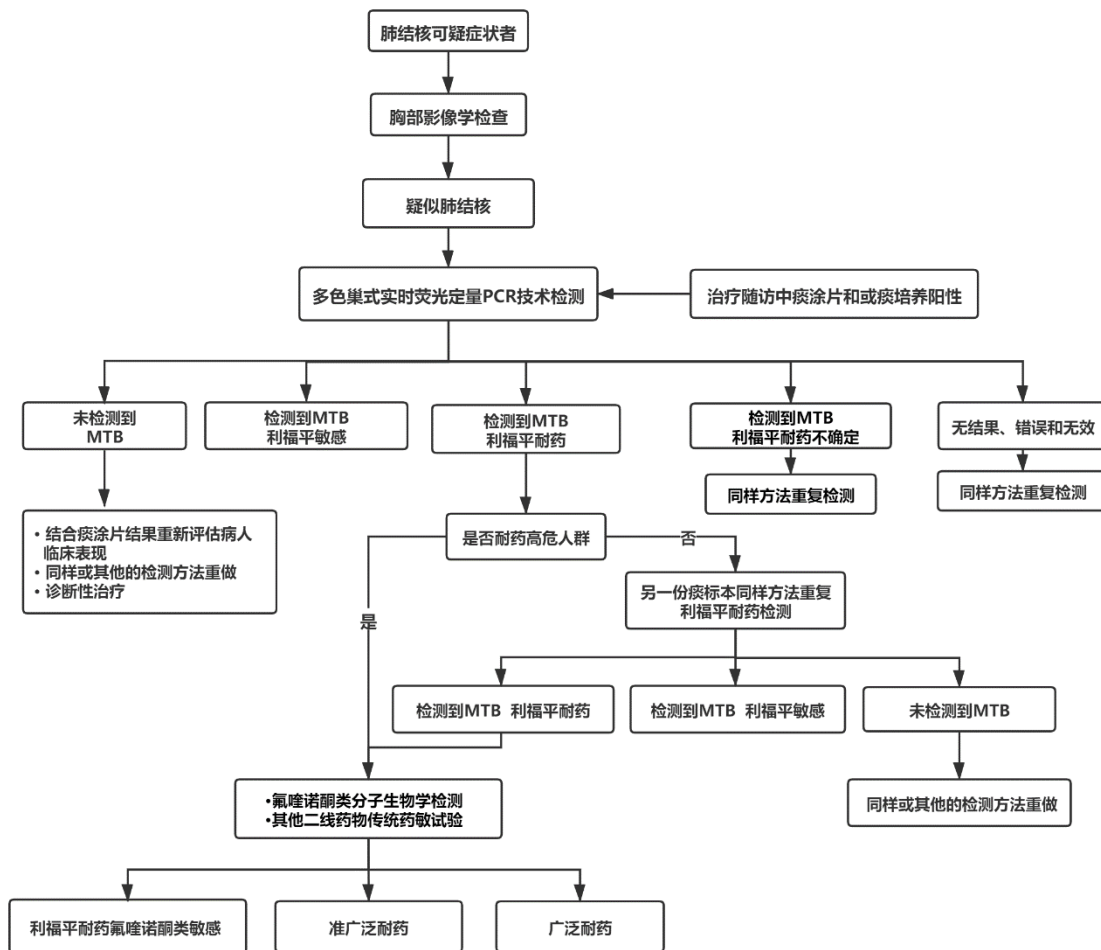 肺结核可疑症状者
胸部影像学检查
疑似肺结核
多色巢式实时荧光定量PCR技术检测
治疗随访中痰涂片和或痰培养阳性
未检测到
MTB
检测到MTB
利福平敏感
检测到MTB
利福平耐药
检测到MTB
利福平耐药不确定
无结果、错误和无效
同样方法重复检测
同样方法重复检测
• 结合痰涂片结果重新评估病人
临床表现
• 同样或其他的检测方法重做
• 诊断性治疗
是否耐药高危人群
否
是
另一份痰标本同样方法重复
利福平耐药检测
检测到MTB 利福平耐药
检测到MTB 利福平敏感
未检测到MTB
•氟喹诺酮类分子生物学检测
•其他二线药物传统药敏试验
同样或其他的检测方法重做
利福平耐药氟喹诺酮类敏感
准广泛耐药
广泛耐药